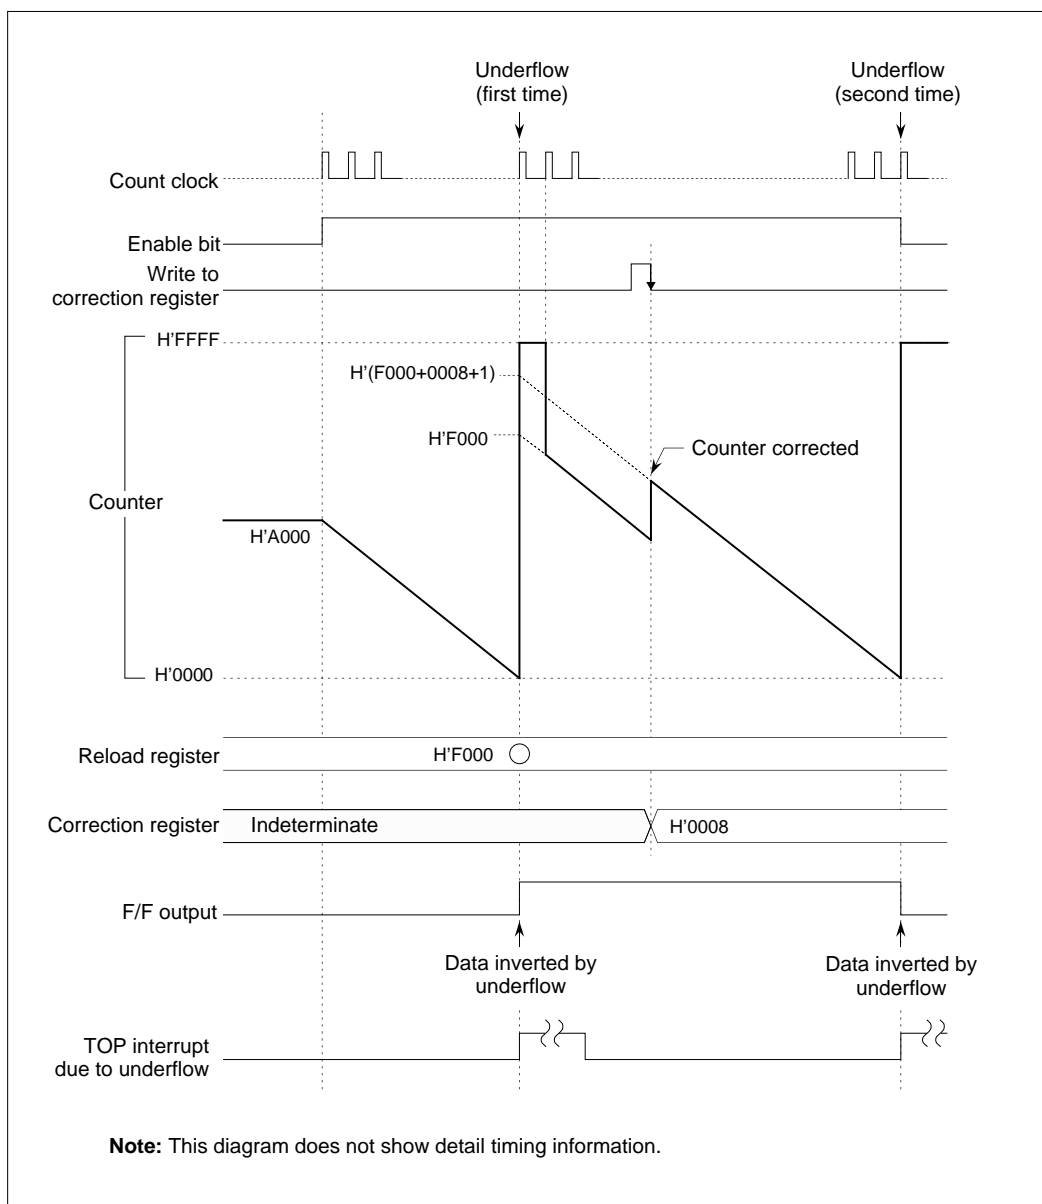 Underflow
(first time)
Underflow
(second time)
Count clock
Enable bit
Write to
correction register
H'FFFF
H'(F000+0008+1)
H'F000
Counter corrected
Counter
H'A000
H'0000
Reload register
H'F000
Correction register
Indeterminate
H'0008
F/F output
Data inverted by
underflow
Data inverted by
underflow
TOP interrupt
due to underflow
Note: This diagram does not show detail timing information.